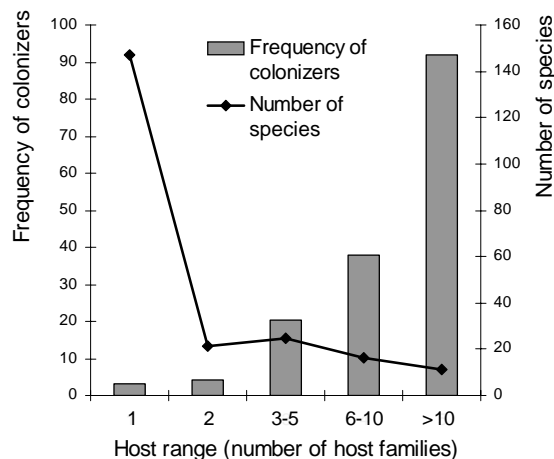 Frequency of colonizers
100
90
80
70
60
50
40
30
20
10
0
Frequency of
colonizers
Number of
species
160
140
120
100
80
60
40
20
0
Number of species
1 2 3-5 6-10 >10
Host range (number of host families)